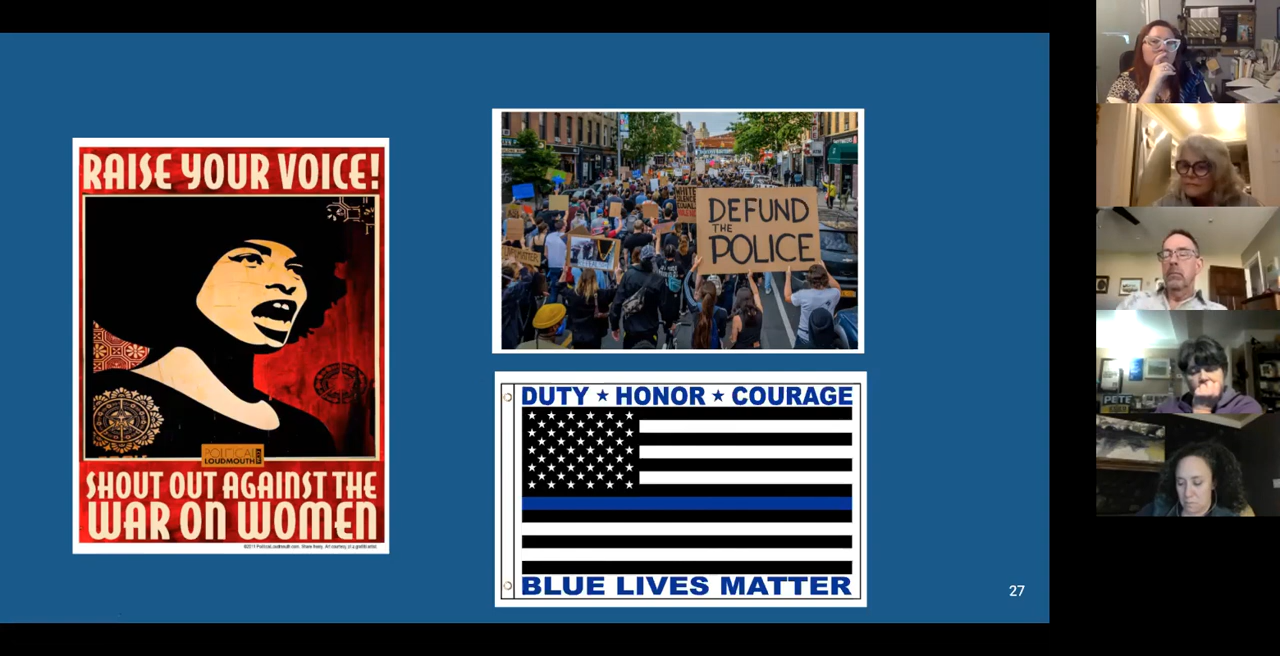 RAISE YOUR VOICE!
POLITICAL
LOUDMOUTH
SHOUT OUT AGAINST THE
WAR ON WOMEN
DEFUND
THE
POLICE
DUTY ★ HONOR ★ COURAGE
BLUE LIVES MATTER
27
PETE